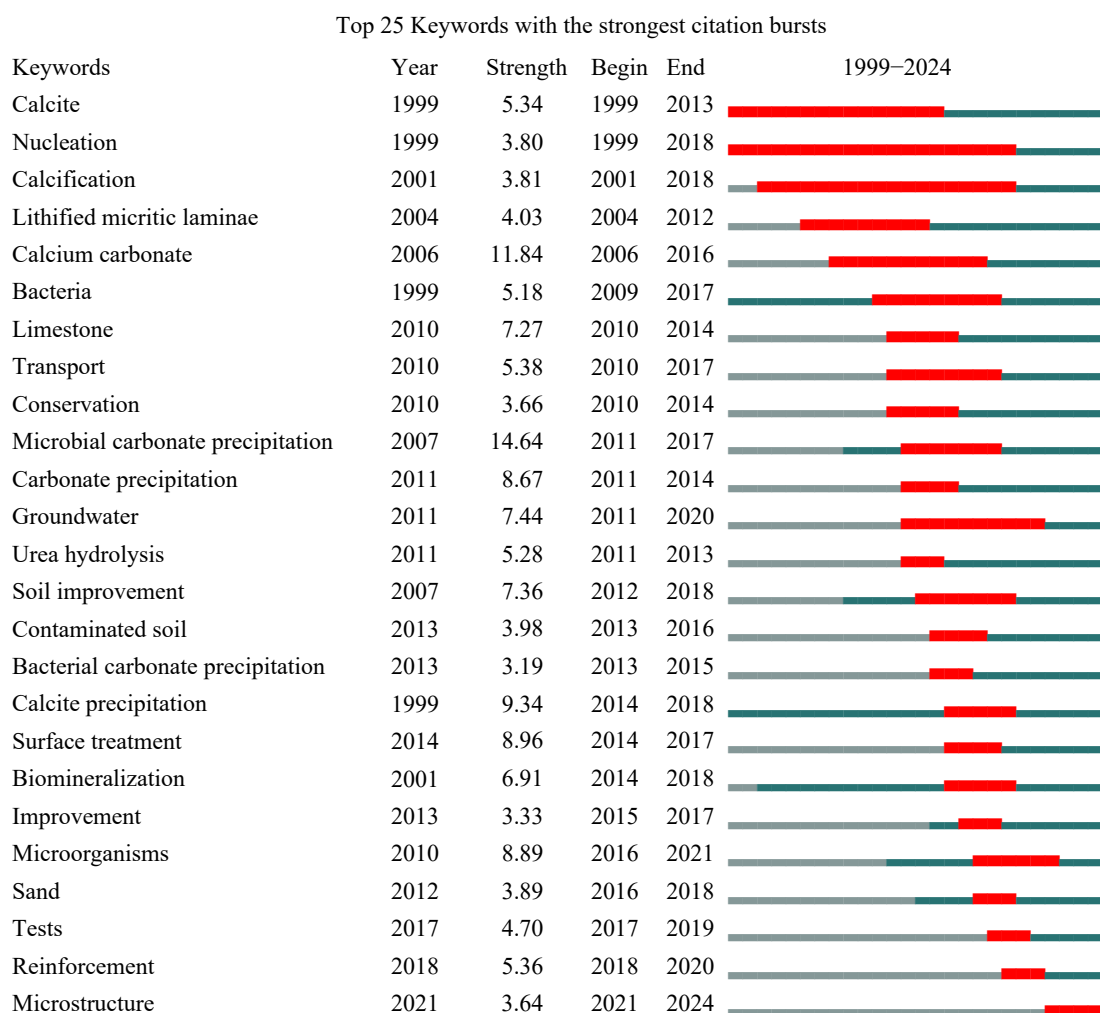 Top 25 Keywords with the strongest citation bursts
Keywords Year Strength Begin End 1999−2024
Calcite 1999 5.34 1999 2013
Nucleation 1999 3.80 1999 2018
Calcification 2001 3.81 2001 2018
Lithified micritic laminae 2004 4.03 2004 2012
Calcium carbonate 2006 11.84 2006 2016
Bacteria 1999 5.18 2009 2017
Limestone 2010 7.27 2010 2014
Transport 2010 5.38 2010 2017
Conservation 2010 3.66 2010 2014
Microbial carbonate precipitation 2007 14.64 2011 2017
Carbonate precipitation 2011 8.67 2011 2014
Groundwater 2011 7.44 2011 2020
Urea hydrolysis 2011 5.28 2011 2013
Soil improvement 2007 7.36 2012 2018
Contaminated soil 2013 3.98 2013 2016
Bacterial carbonate precipitation 2013 3.19 2013 2015
Calcite precipitation 1999 9.34 2014 2018
Surface treatment 2014 8.96 2014 2017
Biomineralization 2001 6.91 2014 2018
Improvement 2013 3.33 2015 2017
Microorganisms 2010 8.89 2016 2021
Sand 2012 3.89 2016 2018
Tests 2017 4.70 2017 2019
Reinforcement 2018 5.36 2018 2020
Microstructure 2021 3.64 2021 2024